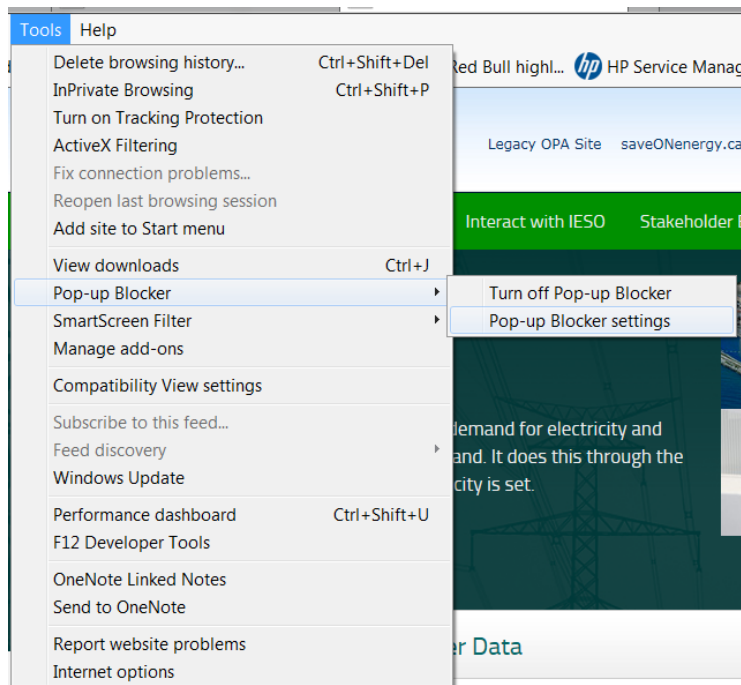 Tools Help
Delete browsing history... Ctrl+Shift+Del
InPrivate Browsing Ctrl+Shift+P
Turn on Tracking Protection
ActiveX Filtering
Fix connection problems...
Reopen last browsing session
Add site to Start menu
View downloads Ctrl+J
Pop-up Blocker
SmartScreen Filter
Manage add-ons
Compatibility View settings
Subscribe to this feed...
Feed discovery
Windows Update
Performance dashboard Ctrl+Shift+U
F12 Developer Tools
OneNote Linked Notes
Send to OneNote
Report website problems
Internet options
Turn off Pop-up Blocker
Pop-up Blocker settings
Red Bull highl... hp HP Service Manag
Legacy OPA Site saveONenergy.ca
Interact with IESO Stakeholder
demand for electricity and
and. It does this through the
city is set.
er Data